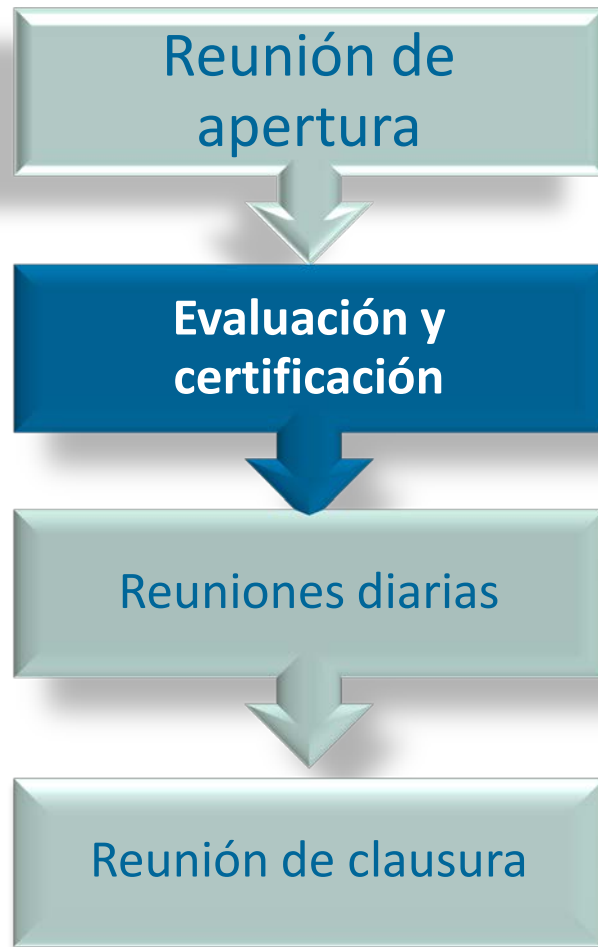 Reunión de
apertura
Evaluación y
certificación
Reuniones diarias
Reunión de clausura